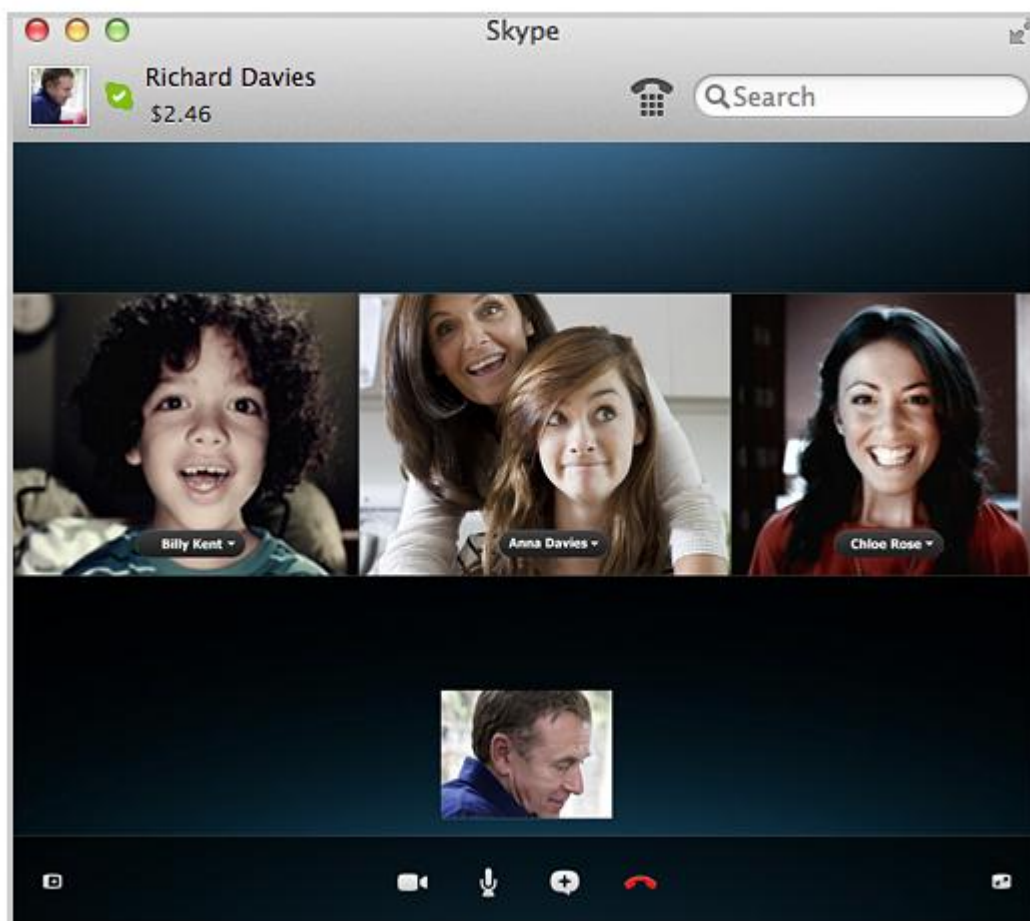 Skype
Richard Davies
$2.46
Search
Billy Kent
Anna Davies
Chloe Rose